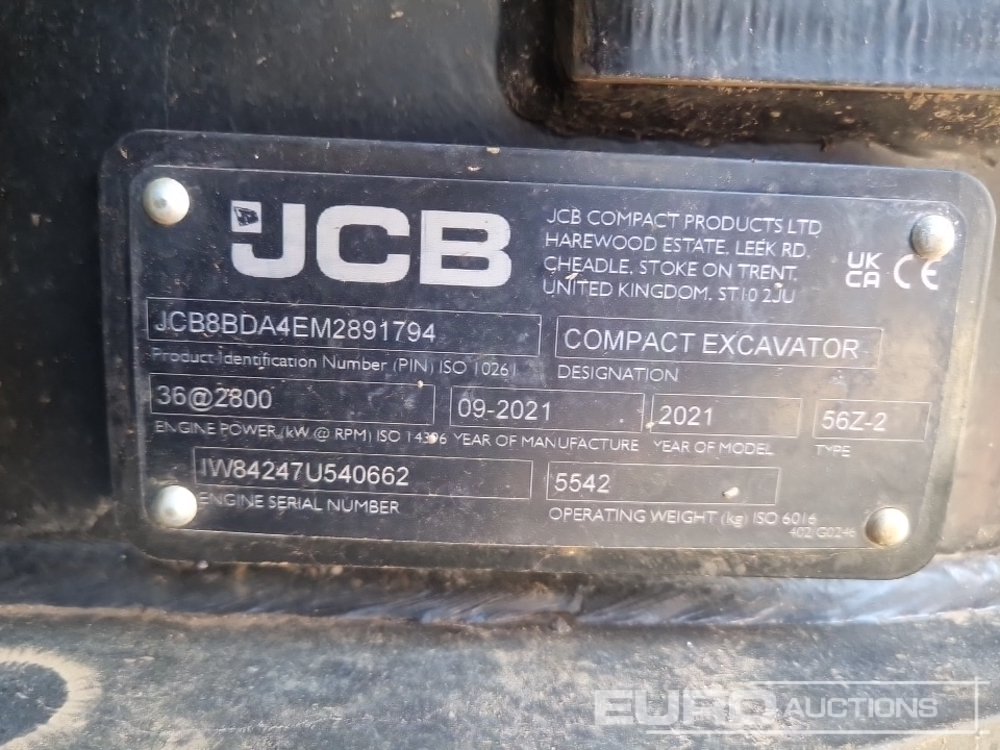 JCB
JCB COMPACT PRODUCTS LTD
HAREWOOD ESTATE, LEEK RD,
CHEADLE, STOKE ON TRENT,
UNITED KINGDOM, ST10 2JU
UK
CA CE
JCB8BDA4EM2891794
Product Identification Number (PIN) ISO 10261
COMPACT EXCAVATOR
DESIGNATION
36@2800
ENGINE POWER (kW @ RPM) ISO 14396
09-2021
YEAR OF MANUFACTURE
2021
YEAR OF MODEL
56Z-2
TYPE
IW84247U540662
ENGINE SERIAL NUMBER
5542
OPERATING WEIGHT (kg) ISO 6016
402/G0246
EURO AUCTIONS